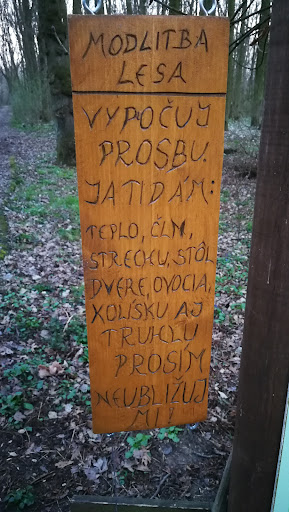 MODLITBA
LESA
VYPOČUJ
PROSBU.
JA TI DÁM:
TEPLO, ČLN,
STRECHU, STÔL
DVERE, OVOCIA,
KOLÍSKU AJ
TRUHLU
PROSÍM
NEUBLIŽUJ
MI!